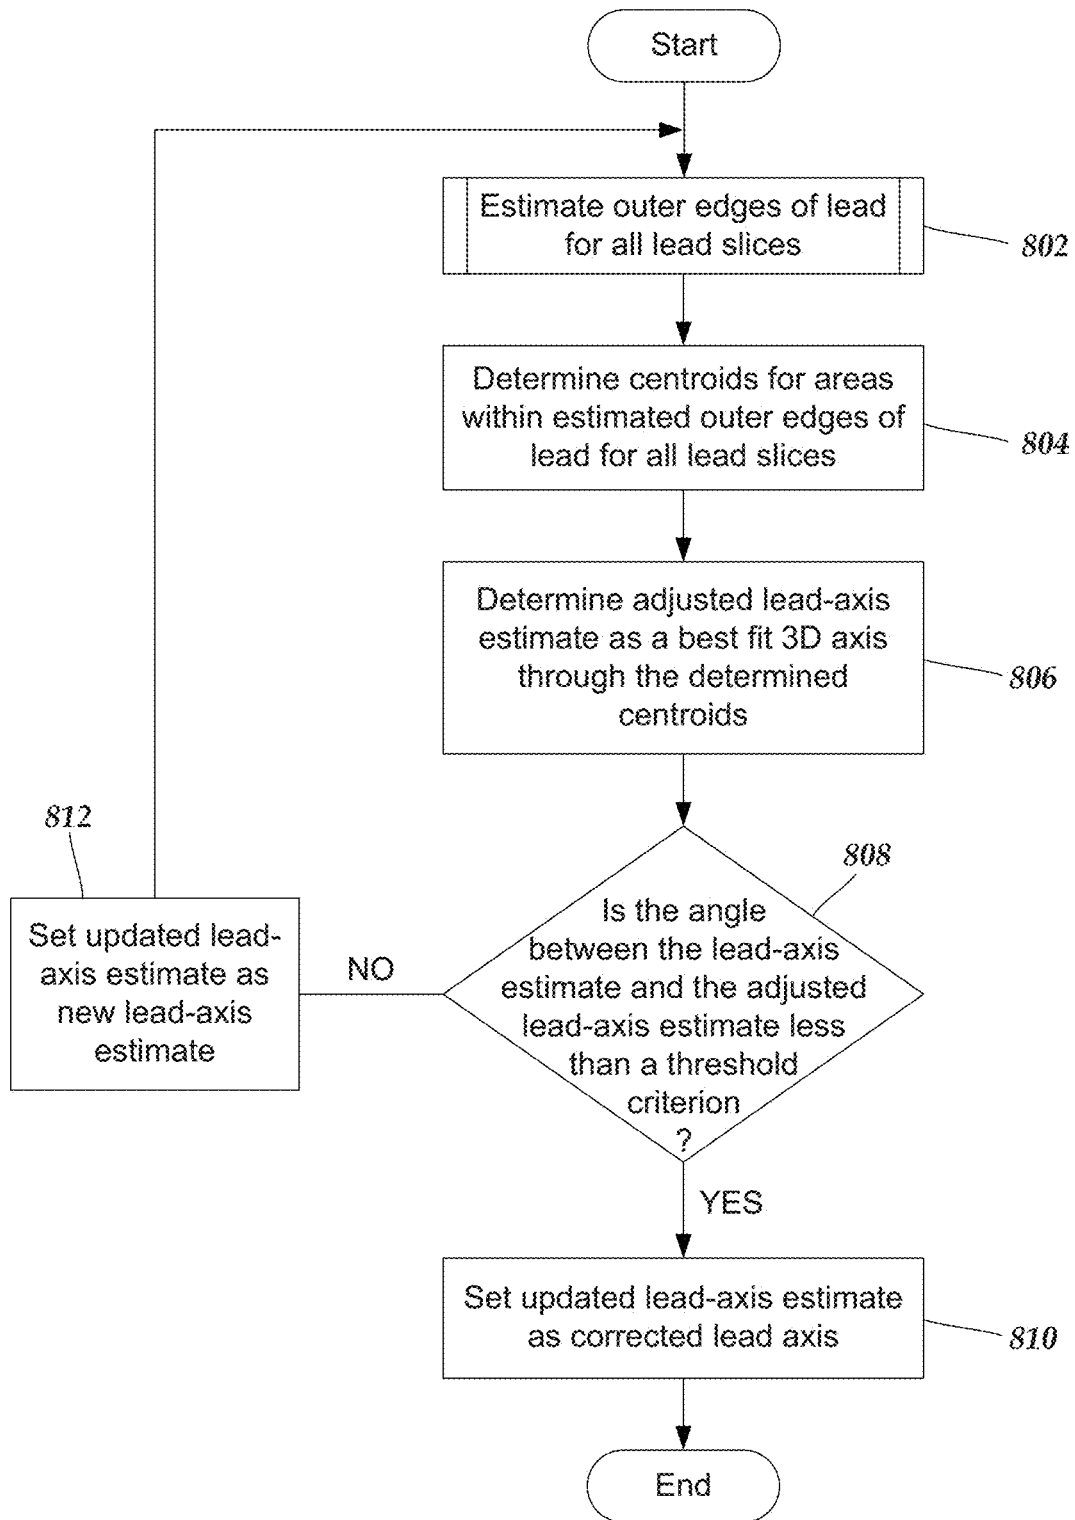 Start
Estimate outer edges of lead
for all lead slices
802
Determine centroids for areas
within estimated outer edges of
lead for all lead slices
804
Determine adjusted lead-axis
estimate as a best fit 3D axis
through the determined
centroids
806
812
Set updated lead-
axis estimate as
new lead-axis
estimate
NO
808
Is the angle
between the lead-axis
estimate and the adjusted
lead-axis estimate less
than a threshold
criterion
?
YES
Set updated lead-axis estimate
as corrected lead axis
810
End